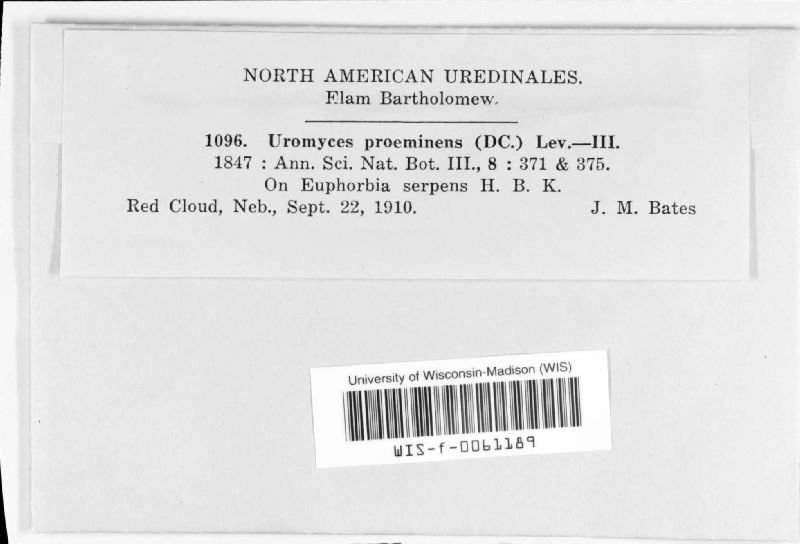 NORTH AMERICAN UREDINALES.
Elam Bartholomew.
1096. Uromyces proeminens (DC.) Lev.—III.
1847 : Ann. Sci. Nat. Bot. III., 8 : 371 & 375.
On Euphorbia serpens H. B. K.
Red Cloud, Neb., Sept. 22, 1910. J. M. Bates
University of Wisconsin-Madison (WIS)
WIS-f-0061189